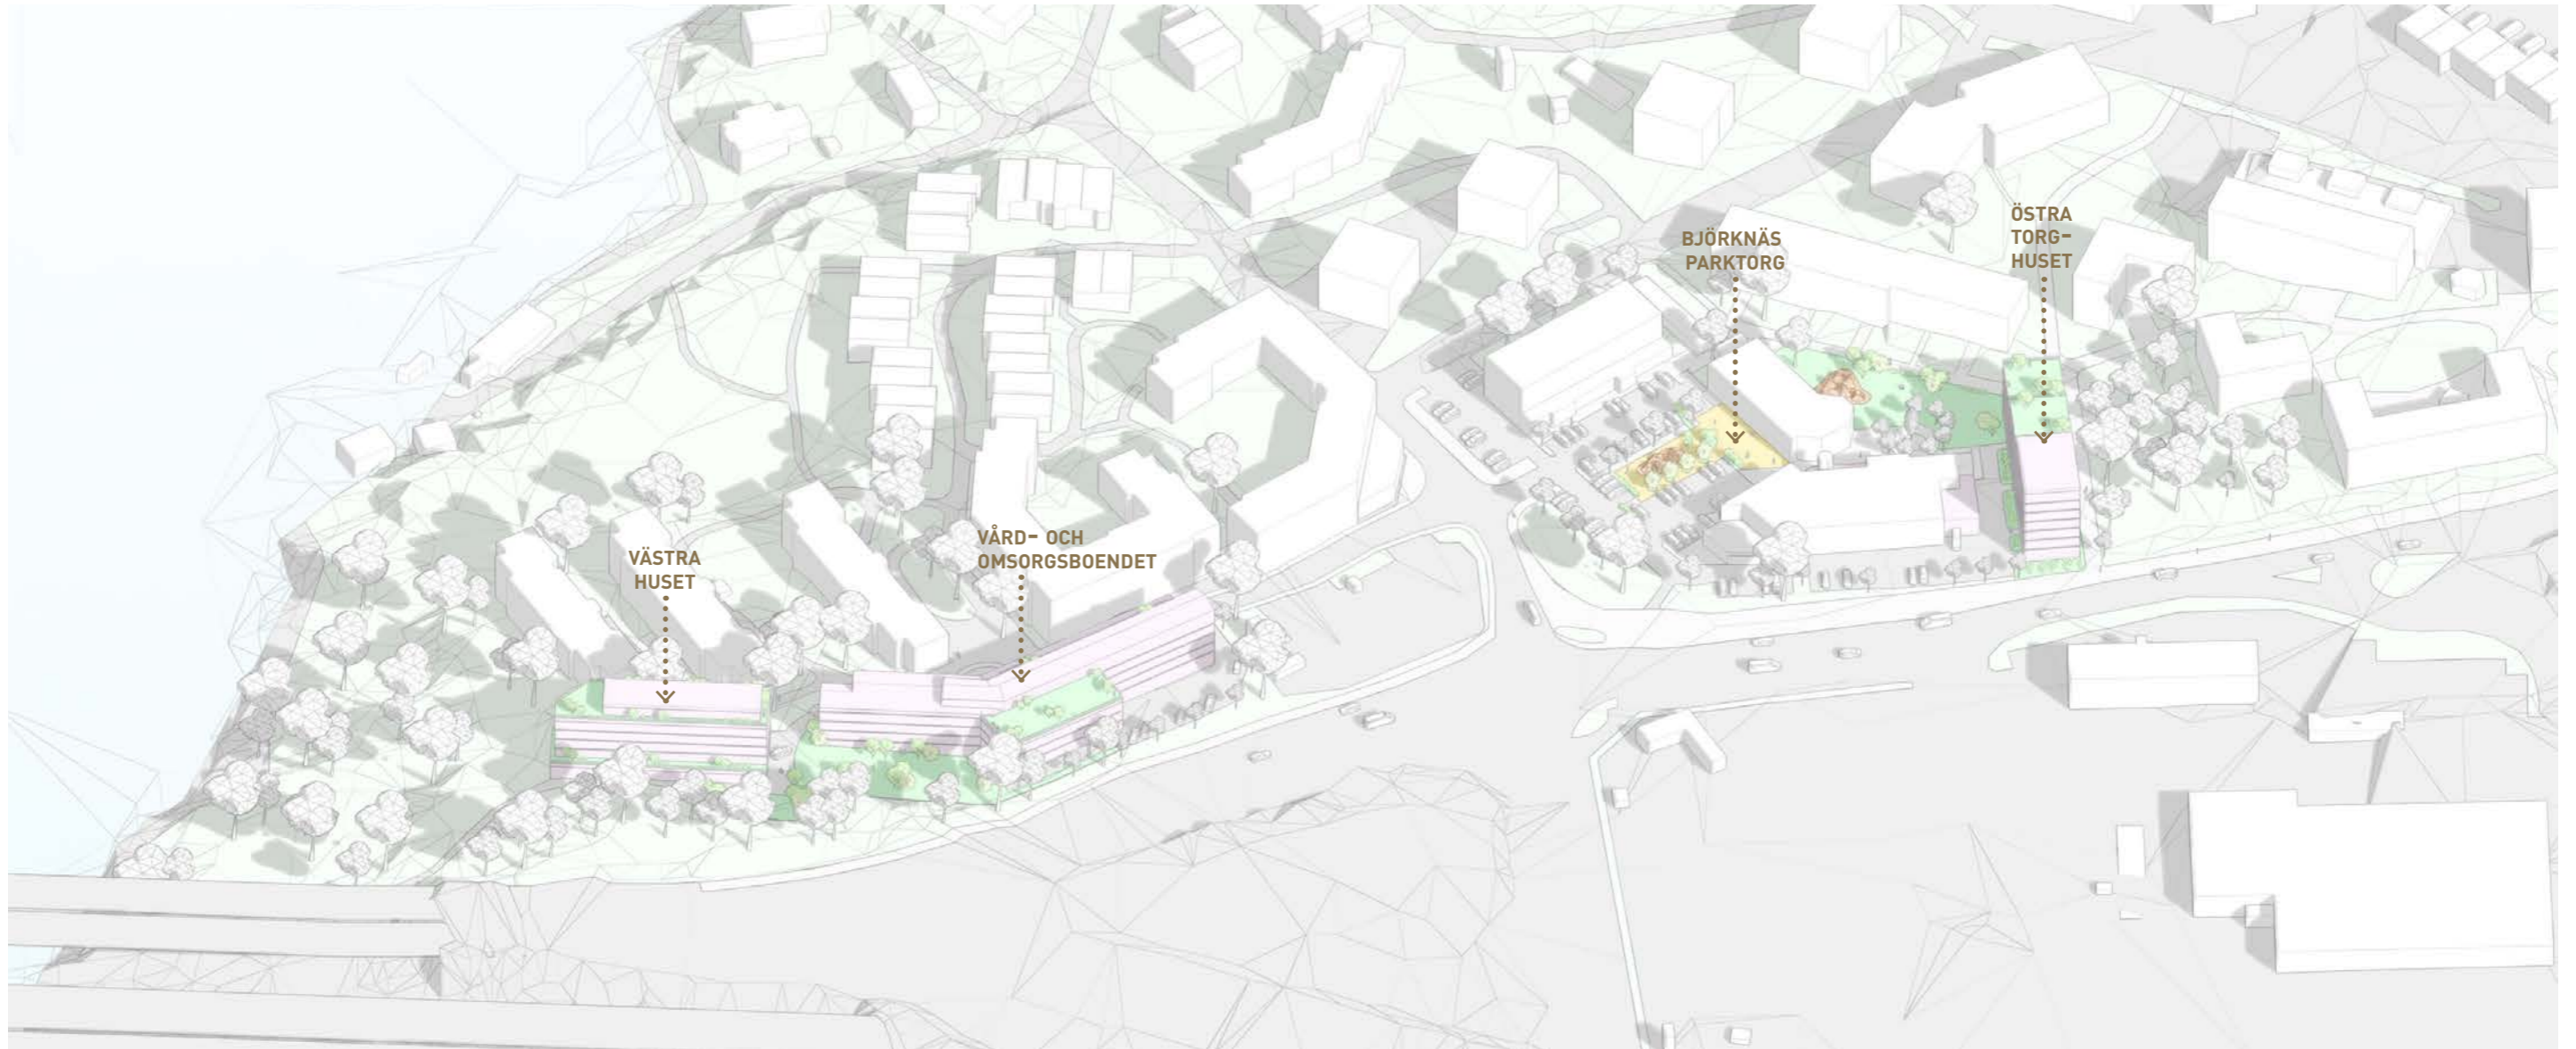 VÄSTRA
HUSET
VÅRD- OCH
OMSORGSBOENDET
BJÖRKNÄS
PARKTORG
ÖSTRA
TORG-
HUSET